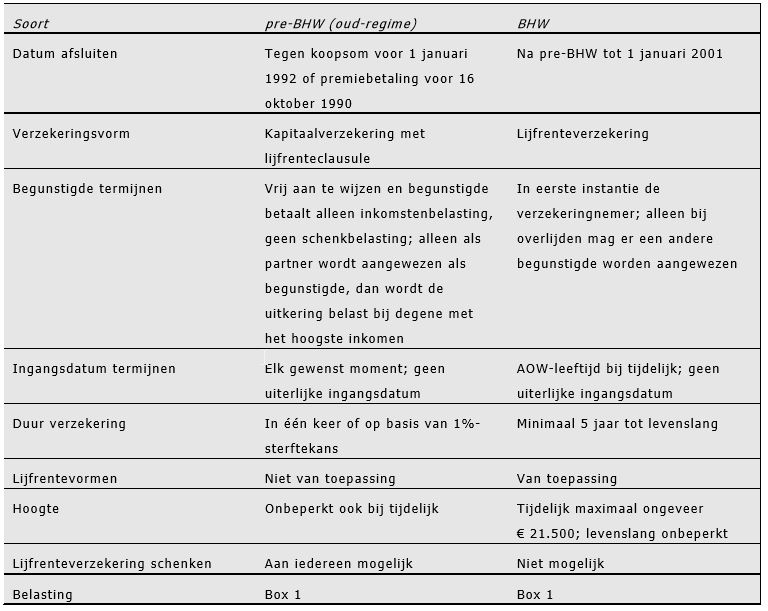 Soort pre-BHW (oud-regime) BHW
Datum afsluiten Tegen koopsom voor 1 januari Na pre-BHW tot 1 januari 2001
1992 of premiebetaling voor 16
oktober 1990
Verzekeringsvorm Kapitaalverzekering met Lijfrenteverzekering
lijfrenteclausule
Begunstigde termijnen Vrij aan te wijzen en begunstigde In eerste instantie de
betaalt alleen inkomstenbelasting, verzekeringnemer; alleen bij
geen schenkbelasting; alleen als overlijden mag er een andere
partner wordt aangewezen als begunstigde worden aangewezen
begunstigde, dan wordt de
uitkering belast bij degene met
het hoogste inkomen
Ingangsdatum termijnen Elk gewenst moment; geen AOW-leeftijd bij tijdelijk; geen
uiterlijke ingangsdatum uiterlijke ingangsdatum
Duur verzekering In één keer of op basis van 1%- Minimaal 5 jaar tot levenslang
sterftekans
Lijfrentevormen Niet van toepassing Van toepassing
Hoogte Onbeperkt ook bij tijdelijk Tijdelijk maximaal ongeveer
€ 21.500; levenslang onbeperkt
Lijfrenteverzekering schenken Aan iedereen mogelijk Niet mogelijk
Belasting Box 1 Box 1